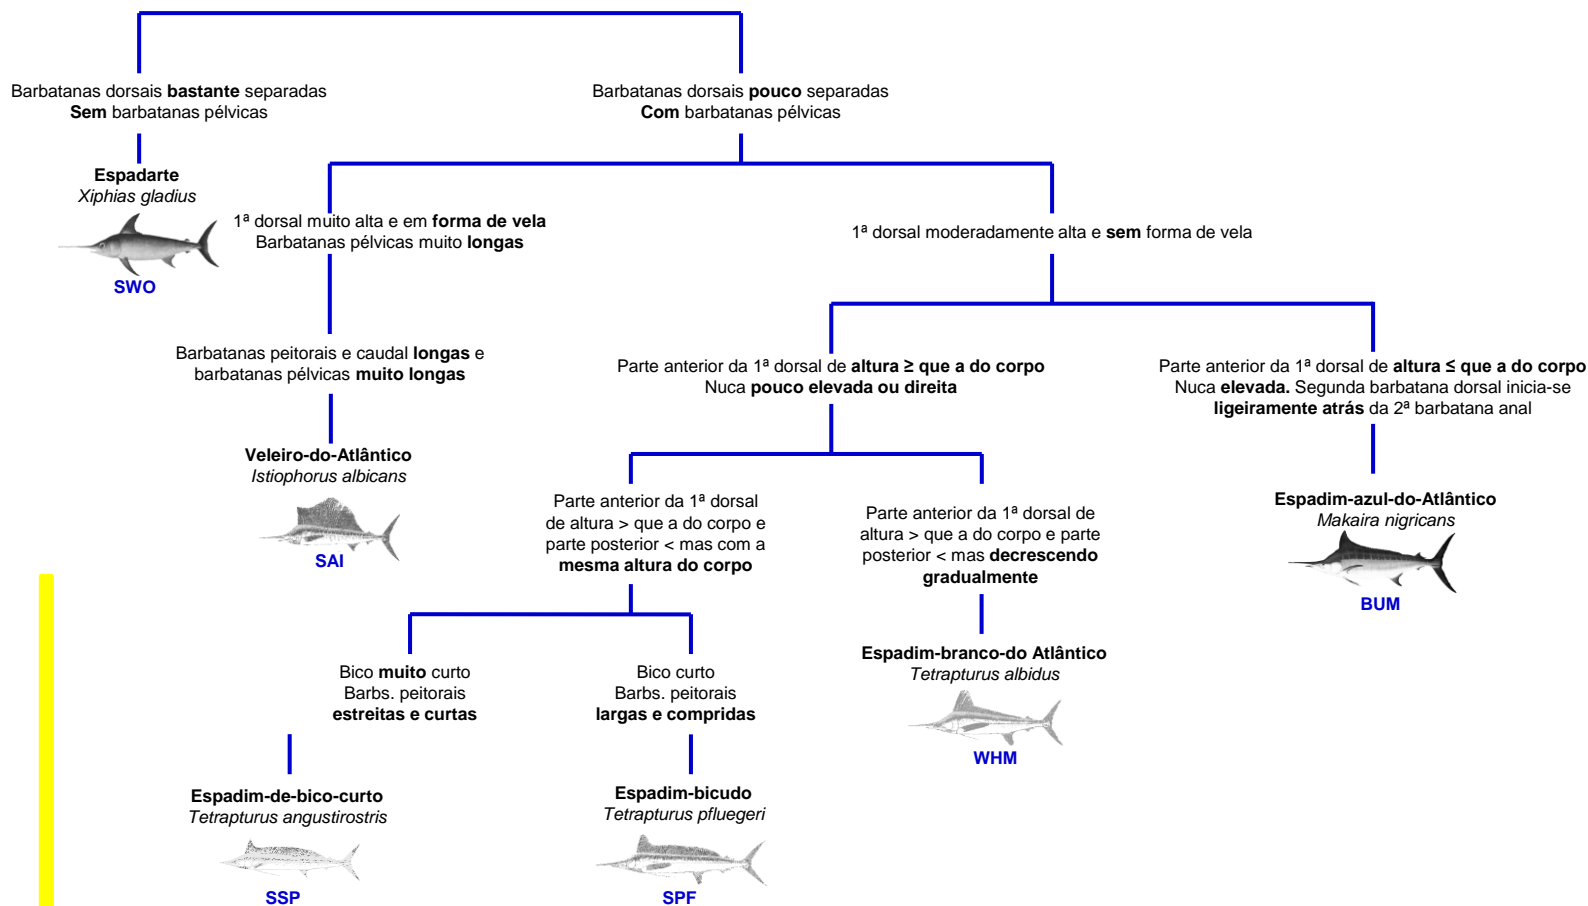 Barbatanas dorsais bastante separadas
Sem barbatanas pélvicas
Barbatanas dorsais pouco separadas
Com barbatanas pélvicas
Espadarte
Xiphias gladius
SWO
1ª dorsal muito alta e em forma de vela
Barbatanas pélvicas muito longas
1ª dorsal moderadamente alta e sem forma de vela
Barbatanas peitorais e caudal longas e
barbatanas pélvicas muito longas
Parte anterior da 1ª dorsal de altura ≥ que a do corpo
Nuca pouco elevada ou direita
Parte anterior da 1ª dorsal de altura ≤ que a do corpo
Nuca elevada. Segunda barbatana dorsal inicia-se
ligeiramente atrás da 2ª barbatana anal
Veleiro-do-Atlântico
Istiophorus albicans
SAI
Parte anterior da 1ª dorsal
de altura > que a do corpo e
parte posterior < mas com a
mesma altura do corpo
Parte anterior da 1ª dorsal de
altura > que a do corpo e parte
posterior < mas decrescendo
gradualmente
Espadim-azul-do-Atlântico
Makaira nigricans
BUM
Bico muito curto
Barbs. peitorais
estreitas e curtas
Bico curto
Barbs. peitorais
largas e compridas
Espadim-branco-do Atlântico
Tetrapturus albidus
WHM
Espadim-de-bico-curto
Tetrapturus angustirostris
SSP
Espadim-bicudo
Tetrapturus pfluegeri
SPF